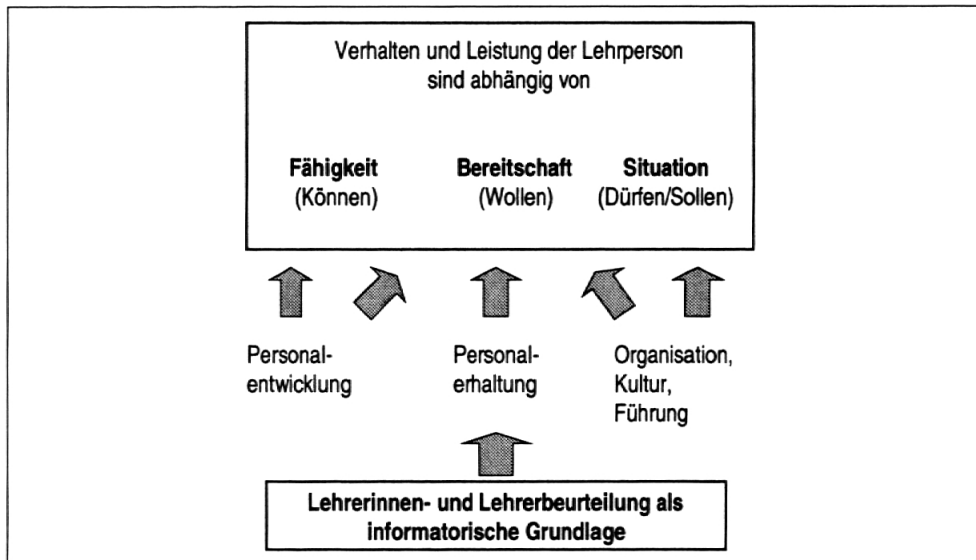 Verhalten und Leistung der Lehrperson
sind abhängig von
Fähigkeit Bereitschaft Situation
(Können) (Wollen) (Dürfen/Sollen)
Personal- Personal- Organisation,
entwicklung erhaltung Kultur,
Führung
Lehrerinnen- und Lehrerbeurteilung als
informatorische Grundlage